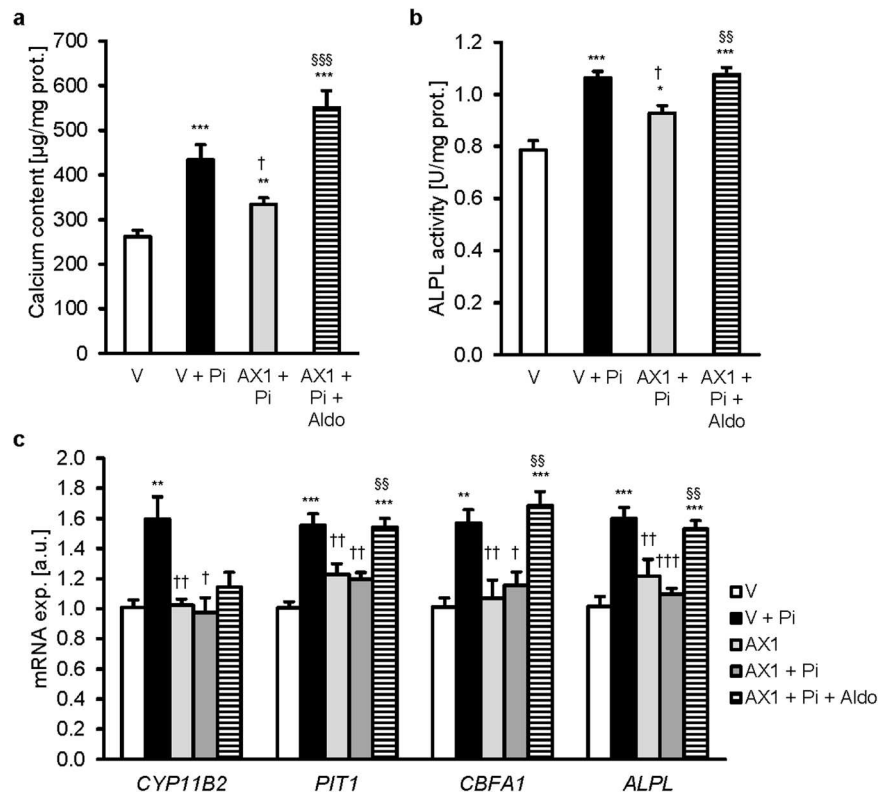 a
Calcium content [µg/mg prot.]
700
600
500
400
300
200
100
0
***
†
**
§§§
***
V
V + Pi
AX1 +
Pi
AX1 +
Pi +
Aldo
b
ALPL activity [U/mg prot.]
1.2
1.0
0.8
0.6
0.4
0.2
0.0
***
†
*
§§
***
V
V + Pi
AX1 +
Pi
AX1 +
Pi +
Aldo
c
mRNA exp. [a.u.]
2.0
1.8
1.6
1.4
1.2
1.0
0.8
0.6
0.4
0.2
0.0
**
††
†
***
††
††
§§
***
**
††
†
§§
***
***
††
†††
§§
***
CYP11B2
PIT1
CBFA1
ALPL
V
V + Pi
AX1
AX1 + Pi
AX1 + Pi + Aldo